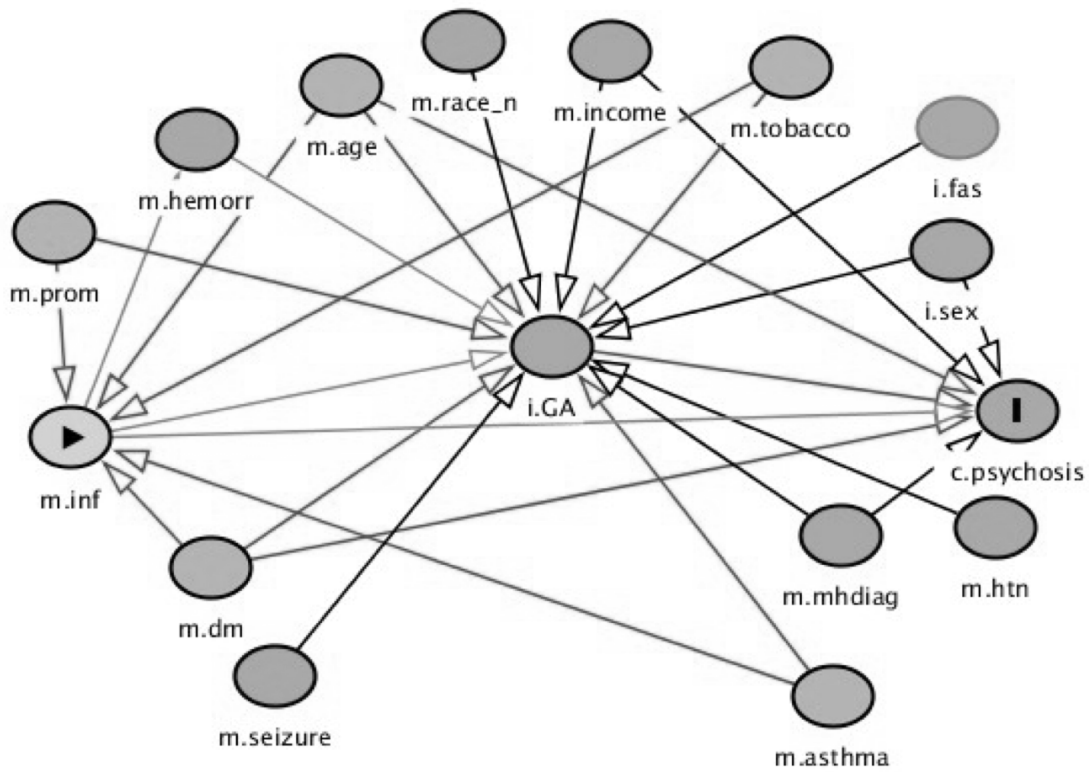 m.race_n
m.income
m.tobacco
m.age
i.fas
m.hemorr
m.prom
i.sex
i.GA
c.psychosis
m.inf
m.htn
m.mhdiag
m.dm
m.seizure
m.asthma